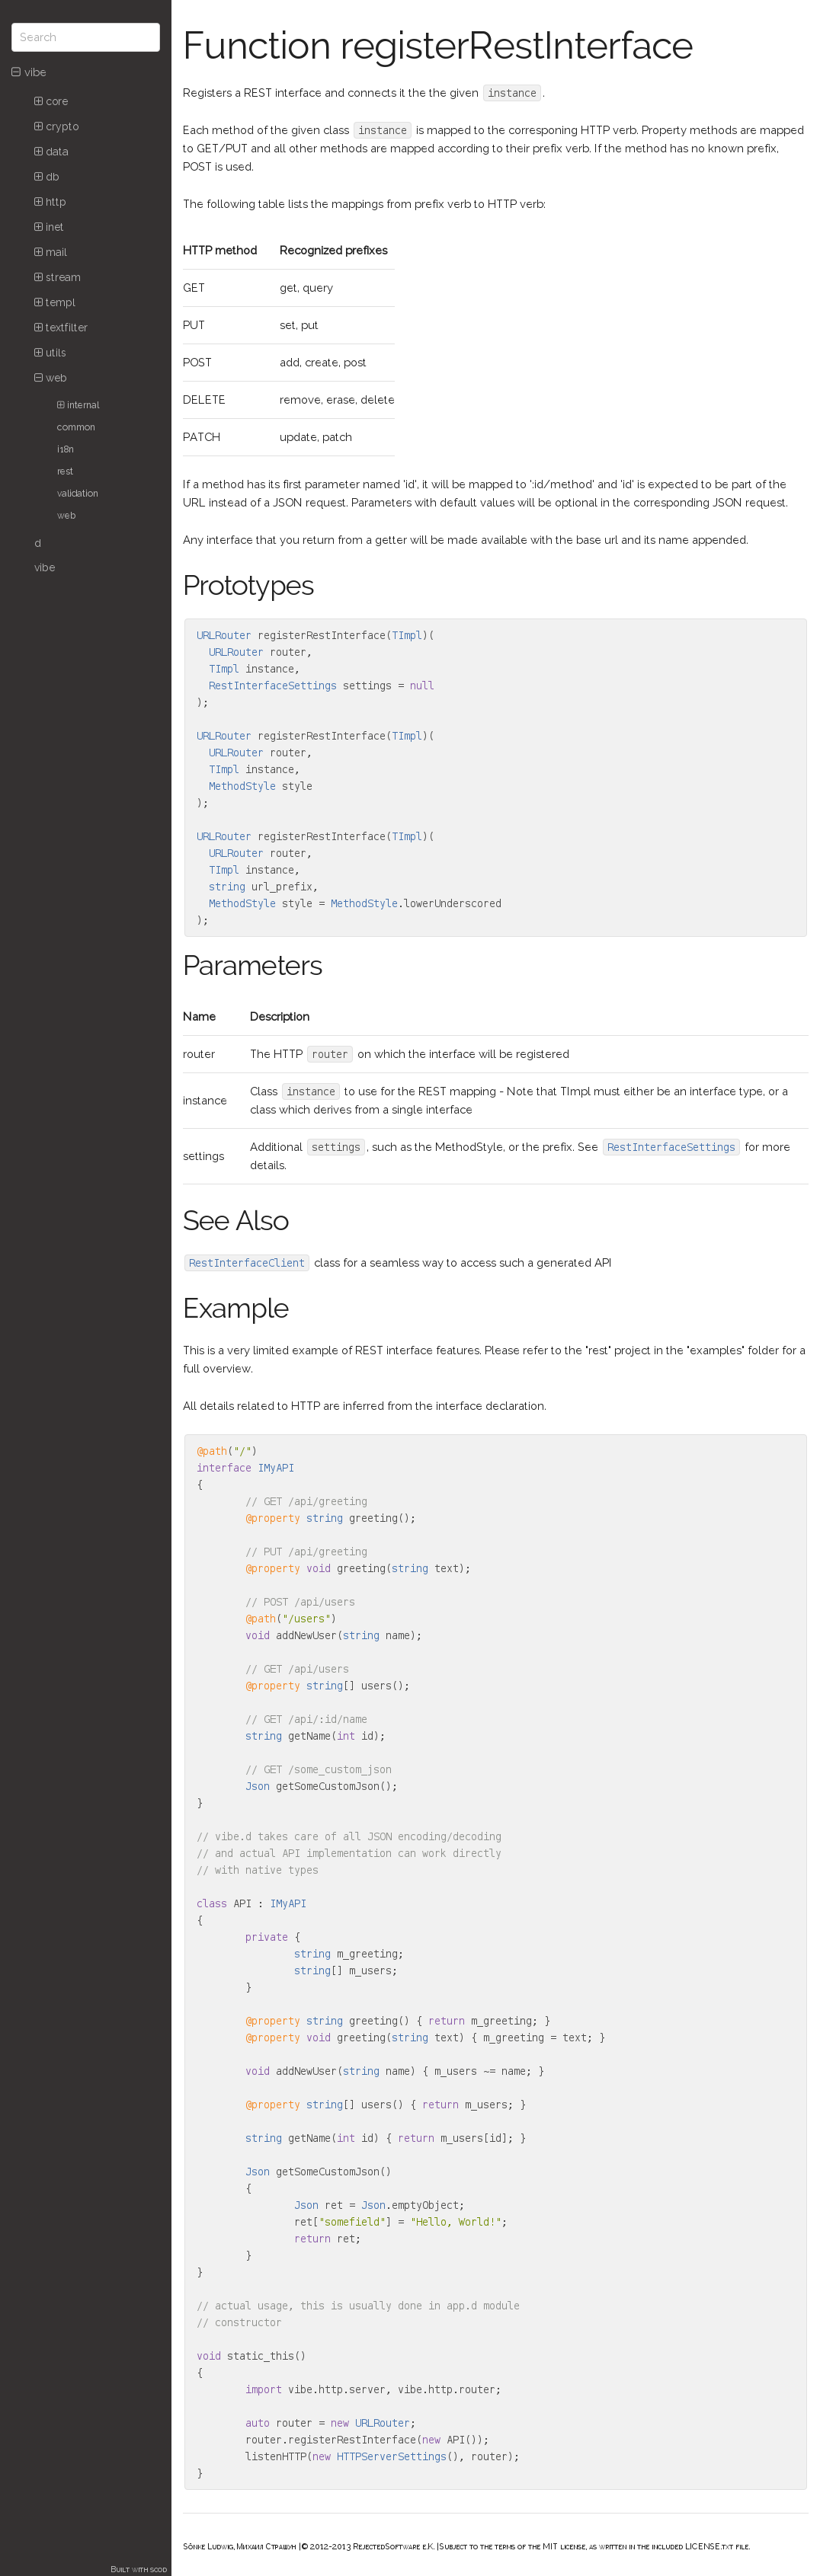 Search
vibe
core
crypto
data
db
http
inet
mail
stream
templ
textfilter
utils
web
internal
common
i18n
rest
validation
web
d
vibe
Built with scod
Function registerRestInterface
Registers a REST interface and connects it the the given instance.
Each method of the given class instance is mapped to the corresponing HTTP verb. Property methods are mapped
to GET/PUT and all other methods are mapped according to their prefix verb. If the method has no known prefix,
POST is used.
The following table lists the mappings from prefix verb to HTTP verb:
HTTP method Recognized prefixes
GET get, query
PUT set, put
POST add, create, post
DELETE remove, erase, delete
PATCH update, patch
If a method has its first parameter named 'id', it will be mapped to ':id/method' and 'id' is expected to be part of the
URL instead of a JSON request. Parameters with default values will be optional in the corresponding JSON request.
Any interface that you return from a getter will be made available with the base url and its name appended.
Prototypes
URLRouter registerRestInterface(TImpl)(
  URLRouter router,
  TImpl instance,
  RestInterfaceSettings settings = null
);
URLRouter registerRestInterface(TImpl)(
  URLRouter router,
  TImpl instance,
  MethodStyle style
);
URLRouter registerRestInterface(TImpl)(
  URLRouter router,
  TImpl instance,
  string url_prefix,
  MethodStyle style = MethodStyle.lowerUnderscored
);
Parameters
Name Description
router The HTTP router on which the interface will be registered
instance Class instance to use for the REST mapping - Note that TImpl must either be an interface type, or a
class which derives from a single interface
settings Additional settings, such as the MethodStyle, or the prefix. See RestInterfaceSettings for more
details.
See Also
RestInterfaceClient class for a seamless way to access such a generated API
Example
This is a very limited example of REST interface features. Please refer to the "rest" project in the "examples" folder for a
full overview.
All details related to HTTP are inferred from the interface declaration.
@path("/")
interface IMyAPI
{
        // GET /api/greeting
        @property string greeting();
        // PUT /api/greeting
        @property void greeting(string text);
        // POST /api/users
        @path("/users")
        void addNewUser(string name);
        // GET /api/users
        @property string[] users();
        // GET /api/:id/name
        string getName(int id);
        // GET /some_custom_json
        Json getSomeCustomJson();
}
// vibe.d takes care of all JSON encoding/decoding
// and actual API implementation can work directly
// with native types
class API : IMyAPI
{
        private {
                string m_greeting;
                string[] m_users;
        }
        @property string greeting() { return m_greeting; }
        @property void greeting(string text) { m_greeting = text; }
        void addNewUser(string name) { m_users ~= name; }
        @property string[] users() { return m_users; }
        string getName(int id) { return m_users[id]; }
        Json getSomeCustomJson()
        {
                Json ret = Json.emptyObject;
                ret["somefield"] = "Hello, World!";
                return ret;
        }
}
// actual usage, this is usually done in app.d module
// constructor
void static_this()
{
        import vibe.http.server, vibe.http.router;
        auto router = new URLRouter;
        router.registerRestInterface(new API());
        listenHTTP(new HTTPServerSettings(), router);
}
Sönke Ludwig, Михаил Страшун | © 2012-2013 RejectedSoftware e.K. | Subject to the terms of the MIT license, as written in the included LICENSE.txt file.